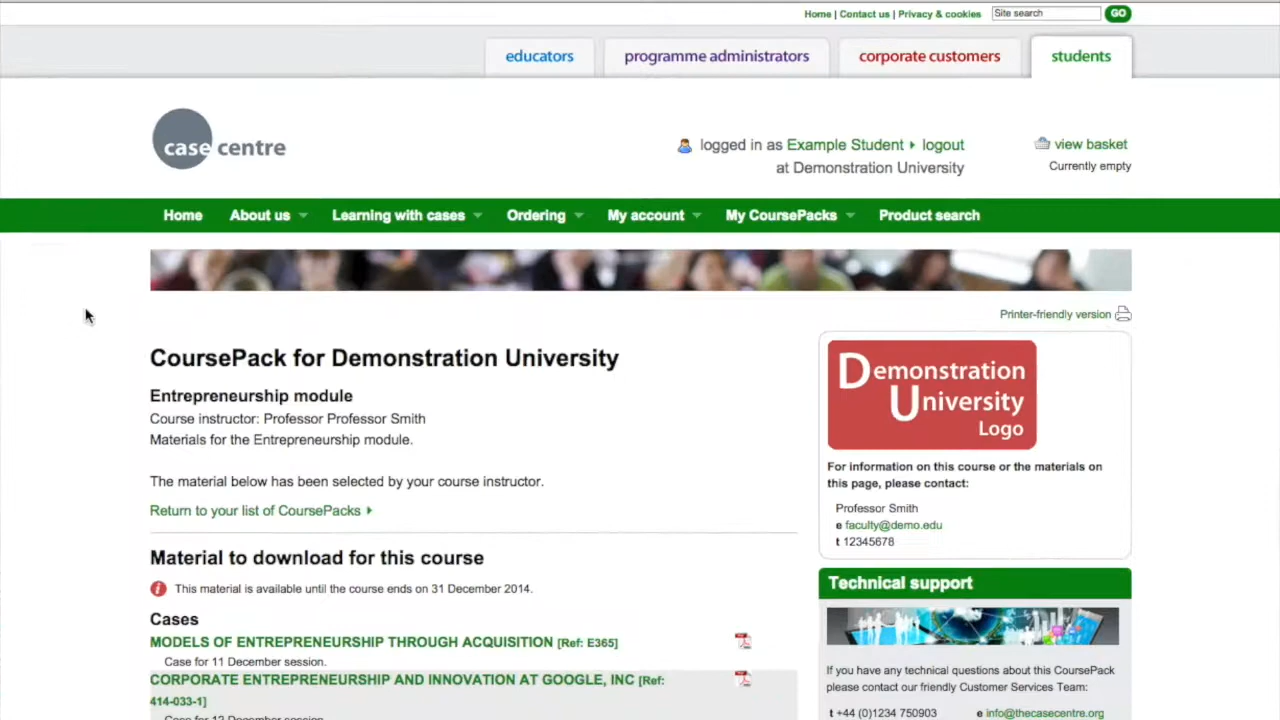 Home | Contact us | Privacy & cookies Site search GO
educators programme administrators corporate customers students
case centre
logged in as Example Student logout
at Demonstration University
view basket
Currently empty
Home About us Learning with cases Ordering My account My CoursePacks Product search
Printer-friendly version
CoursePack for Demonstration University
Entrepreneurship module
Course instructor: Professor Professor Smith
Materials for the Entrepreneurship module.
The material below has been selected by your course instructor.
Return to your list of CoursePacks
Material to download for this course
This material is available until the course ends on 31 December 2014.
Cases
MODELS OF ENTREPRENEURSHIP THROUGH ACQUISITION [Ref: E365]
Case for 11 December session.
CORPORATE ENTREPRENEURSHIP AND INNOVATION AT GOOGLE, INC [Ref:
414-033-1]
Case for 12 December session.
Demonstration
University
Logo
For information on this course or the materials on
this page, please contact:
Professor Smith
e faculty@demo.edu
t 12345678
Technical support
If you have any technical questions about this CoursePack
please contact our friendly Customer Services Team:
t +44 (0)1234 750903 e info@thecasecentre.org